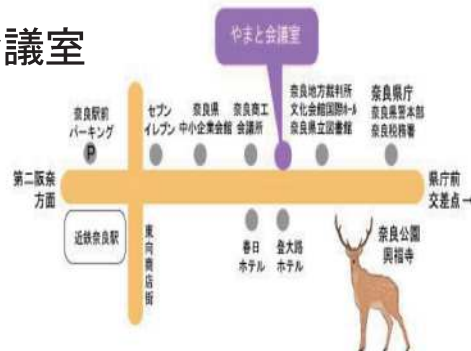 議室
やまと会議室
奈良駅前
パーキング
P
セブン
イレブン
奈良県
中小企業会館
奈良商工
会議所
奈良地方裁判所
文化会館国際ホール
奈良県立図書館
奈良県庁
奈良県警本部
奈良税務署
第二阪奈
方面
県庁前
交差点→
近鉄奈良駅
東向商店街
春日
ホテル
登大路
ホテル
奈良公園
興福寺